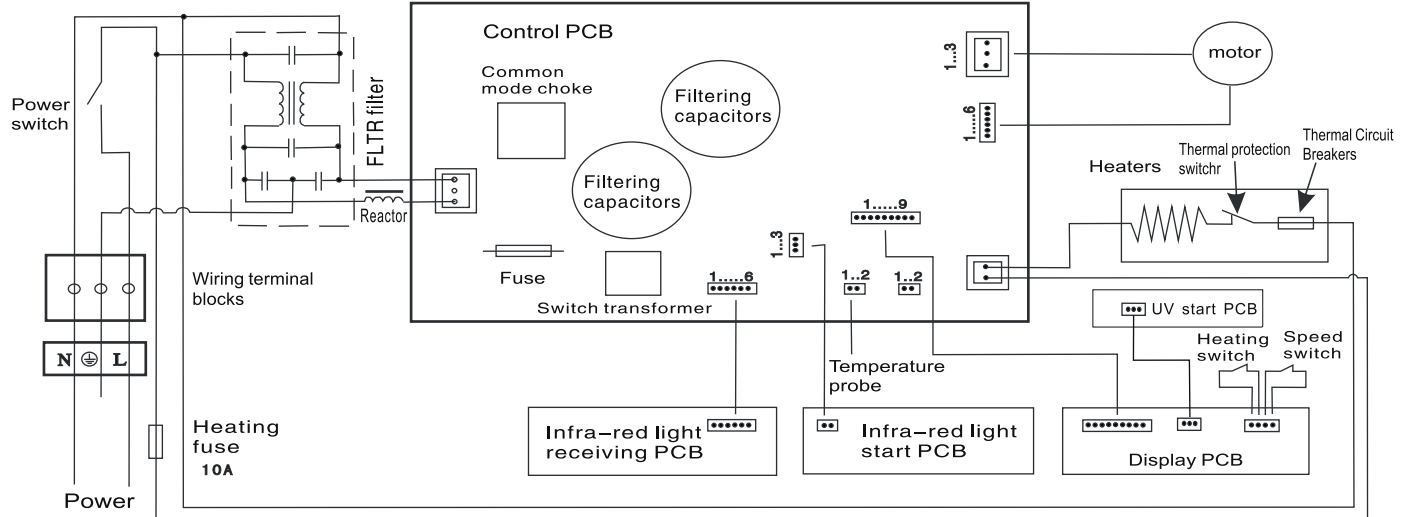 Control PCB
Common
mode choke
Filtering
capacitors
Filtering
capacitors
Fuse
Switch transformer
1...3
1....6
1.....9
1...3
1.....6
1..2
1..2
motor
Power
switch
FLTR filter
Reactor
Wiring terminal
blocks
N L
Heating
fuse
10A
Power
Heaters
Thermal protection
switchr
Thermal Circuit
Breakers
UV start PCB
Heating
switch
Speed
switch
Temperature
probe
Infra-red light
receiving PCB
Infra-red light
start PCB
Display PCB